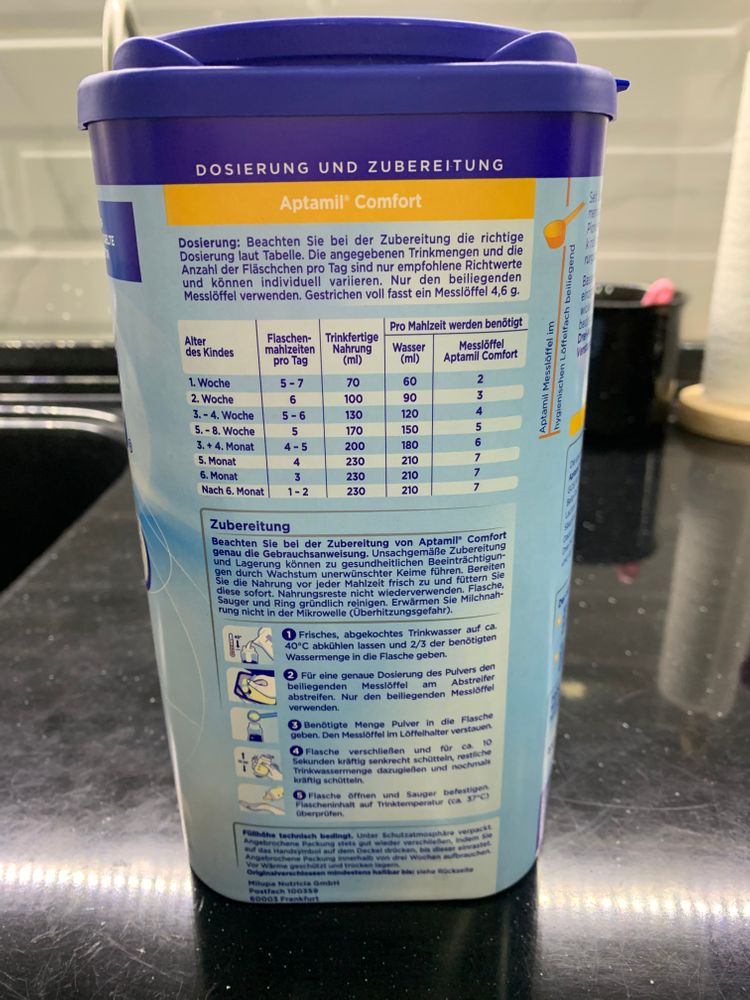 DOSIERUNG UND ZUBEREITUNG
Aptamil® Comfort
Dosierung: Beachten Sie bei der Zubereitung die richtige
Dosierung laut Tabelle. Die angegebenen Trinkmengen und die
Anzahl der Fläschchen pro Tag sind nur empfohlene Richtwerte
und können individuell variieren. Nur den beiliegenden
Messlöffel verwenden. Gestrichen voll fasst ein Messlöffel 4,6 g.
Alter des Kindes Flaschen-mahlzeiten pro Tag Trinkfertige Nahrung (ml) Pro Mahlzeit werden benötigt
Wasser (ml) Messlöffel Aptamil Comfort
1. Woche 5 - 7 70 60 2
2. Woche 6 100 90 3
3. - 4. Woche 5 - 6 130 120 4
5. - 8. Woche 5 170 150 5
3. + 4. Monat 4 - 5 200 180 6
5. Monat 4 230 210 7
6. Monat 3 230 210 7
Nach 6. Monat 1 - 2 230 210 7
Zubereitung
Beachten Sie bei der Zubereitung von Aptamil® Comfort
genau die Gebrauchsanweisung. Unsachgemäße Zubereitung
und Lagerung können zu gesundheitlichen Beeinträchtigun-
gen durch Wachstum unerwünschter Keime führen. Bereiten
Sie die Nahrung vor jeder Mahlzeit frisch zu und füttern Sie
diese sofort. Nahrungsreste nicht wiederverwenden. Flasche,
Sauger und Ring gründlich reinigen. Erwärmen Sie Milchnah-
rung nicht in der Mikrowelle (Überhitzungsgefahr).
1 Frisches, abgekochtes Trinkwasser auf ca.
40°C abkühlen lassen und 2/3 der benötigten
Wassermenge in die Flasche geben.
2 Für eine genaue Dosierung des Pulvers den
beiliegenden Messlöffel am Abstreifer
abstreifen. Nur den beiliegenden Messlöffel
verwenden.
3 Benötigte Menge Pulver in die Flasche
geben. Den Messlöffel im Löffelhalter verstauen.
4 Flasche verschließen und für ca. 10
Sekunden kräftig senkrecht schütteln, restliche
Trinkwassermenge dazugießen und nochmals
kräftig schütteln.
5 Flasche öffnen und Sauger befestigen.
Flascheninhalt auf Trinktemperatur (ca. 37°C)
überprüfen.
Füllhöhe technisch bedingt. Unter Schutzatmosphäre verpackt.
Angebrochene Packung stets gut wieder verschließen, indem Sie
auf das Handsymbol auf dem Deckel drücken, bis dieser einrastet.
Angebrochene Packung innerhalb von drei Wochen aufbrauchen.
Vor Wärme geschützt und trocken lagern.
Originalverschlossen mindestens haltbar bis: siehe Rückseite
Milupa Nutricia GmbH
Postfach 100359
60003 Frankfurt
Aptamil Messlöffel im
hygienischen Löffelfach beiliegend